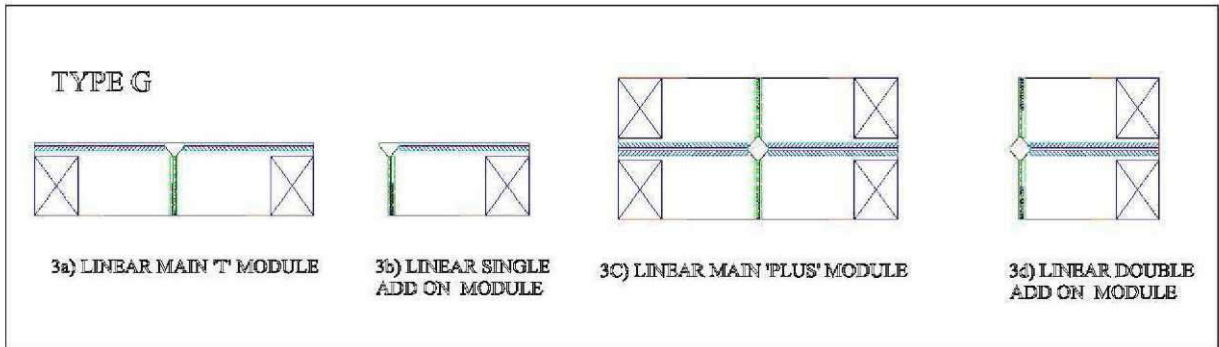 TYPE G
3a) LINEAR MAIN 'T' MODULE
3b) LINEAR SINGLE
ADD ON MODULE
3C) LINEAR MAIN 'PLUS' MODULE
3d) LINEAR DOUBLE
ADD ON MODULE